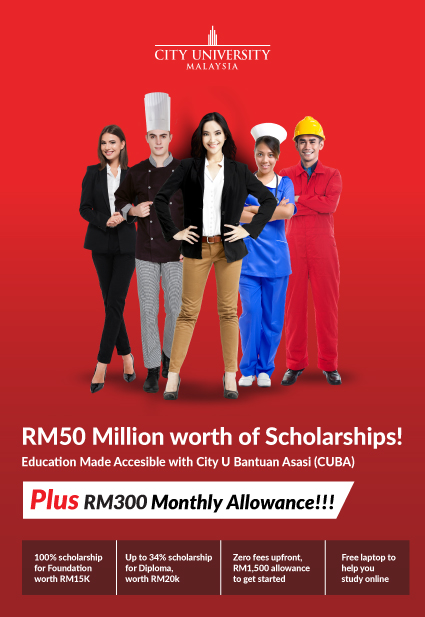 CITY UNIVERSITY
MALAYSIA
RM50 Million worth of Scholarships!
Education Made Accesible with City U Bantuan Asasi (CUBA)
Plus RM300 Monthly Allowance!!!
100% scholarship
for Foundation
worth RM15K
Up to 34% scholarship
for Diploma,
worth RM20k
Zero fees upfront,
RM1,500 allowance
to get started
Free laptop to
help you
study online